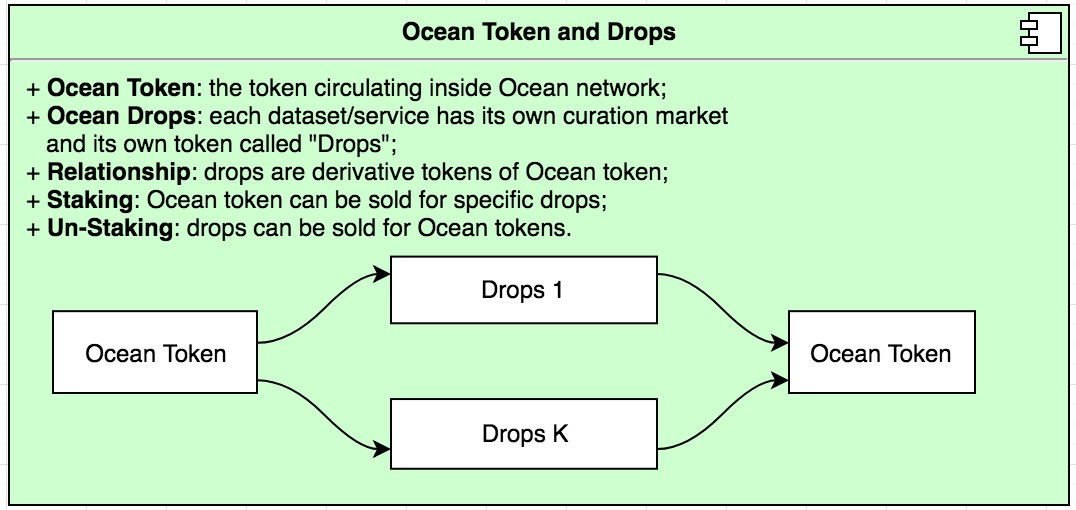 Ocean Token and Drops
+ Ocean Token: the token circulating inside Ocean network;
+ Ocean Drops: each dataset/service has its own curation market
and its own token called "Drops";
+ Relationship: drops are derivative tokens of Ocean token;
+ Staking: Ocean token can be sold for specific drops;
+ Un-Staking: drops can be sold for Ocean tokens.
Drops 1
Ocean Token
Ocean Token
Drops K